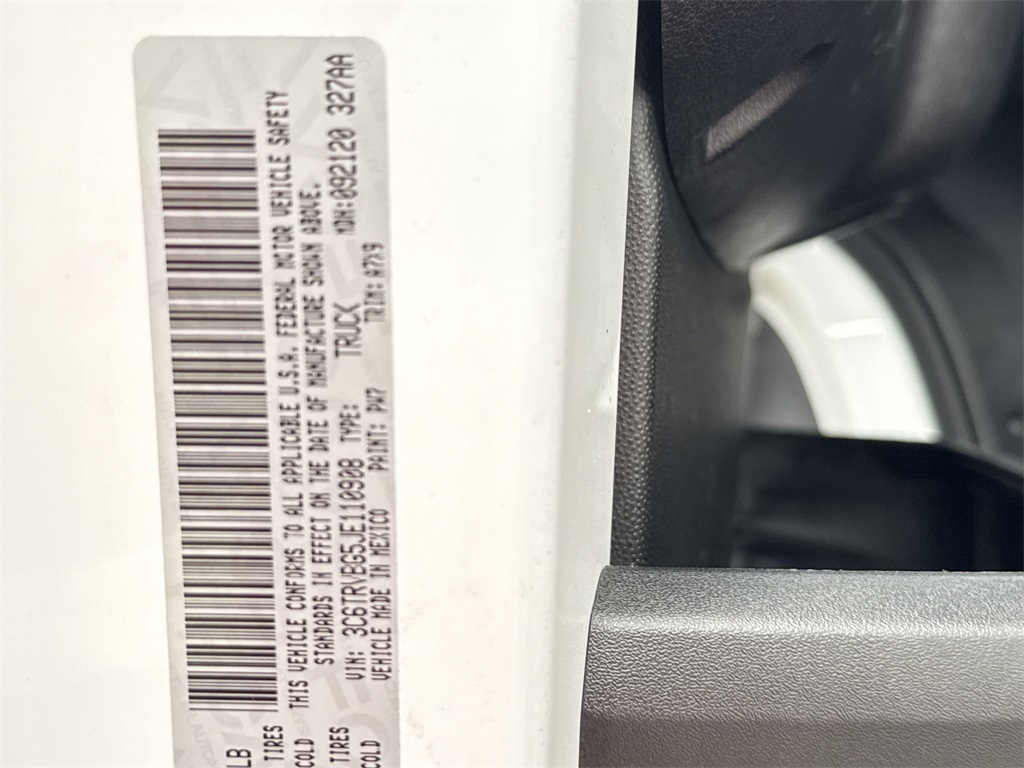 THIS VEHICLE CONFORMS TO ALL APPLICABLE U.S.A. FEDERAL MOTOR VEHICLE SAFETY
STANDARDS IN EFFECT ON THE DATE OF MANUFACTURE SHOWN ABOVE.
VIN: 3C6TRVBG5JE110908 TYPE: TRUCK MDH:092120 327AA
VEHICLE MADE IN MEXICO PAINT: PW7 TRIM: A7X9
LB
TIRES
COLD
TIRES
COLD